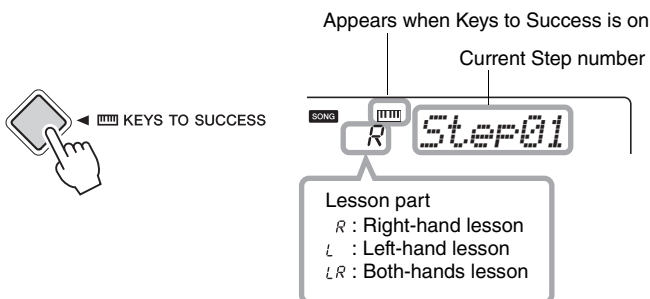 Appears when Keys to Success is on
Current Step number
KEYS TO SUCCESS
SONG
R
Step01
Lesson part
R : Right-hand lesson
L : Left-hand lesson
LR : Both-hands lesson